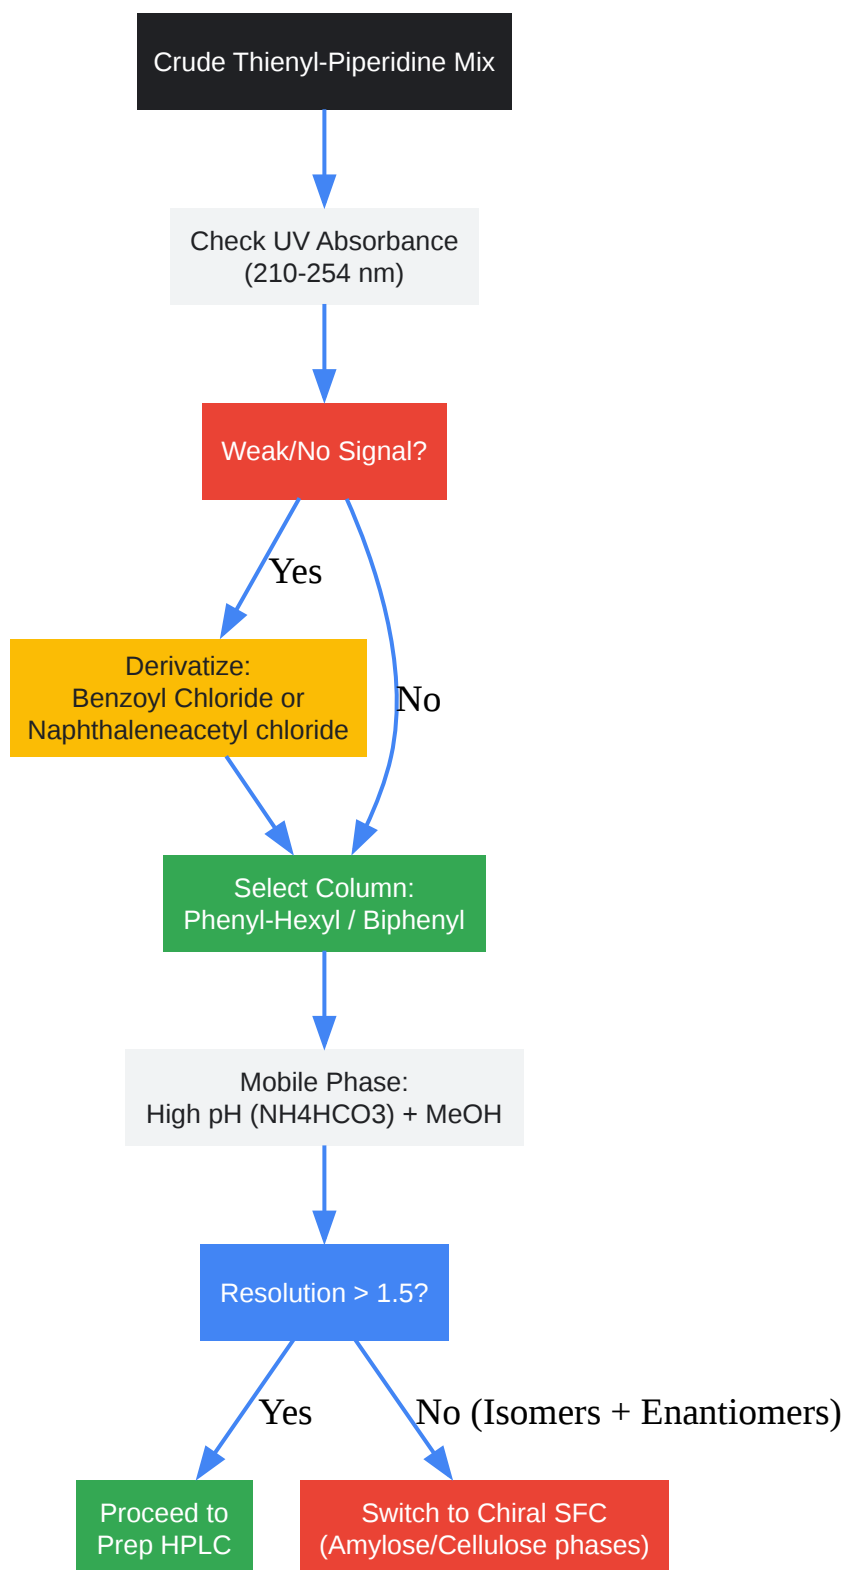 Crude Thienyl-Piperidine Mix
Check UV Absorbance
(210-254 nm)
Weak/No Signal?
Yes
Derivatize:
Benzoyl Chloride or
Naphthaleneacetyl chloride
No
Select Column:
Phenyl-Hexyl / Biphenyl
Mobile Phase:
High pH (NH4HCO3) + MeOH
Resolution > 1.5?
Yes
No (Isomers + Enantiomers)
Proceed to
Prep HPLC
Switch to Chiral SFC
(Amylose/Cellulose phases)